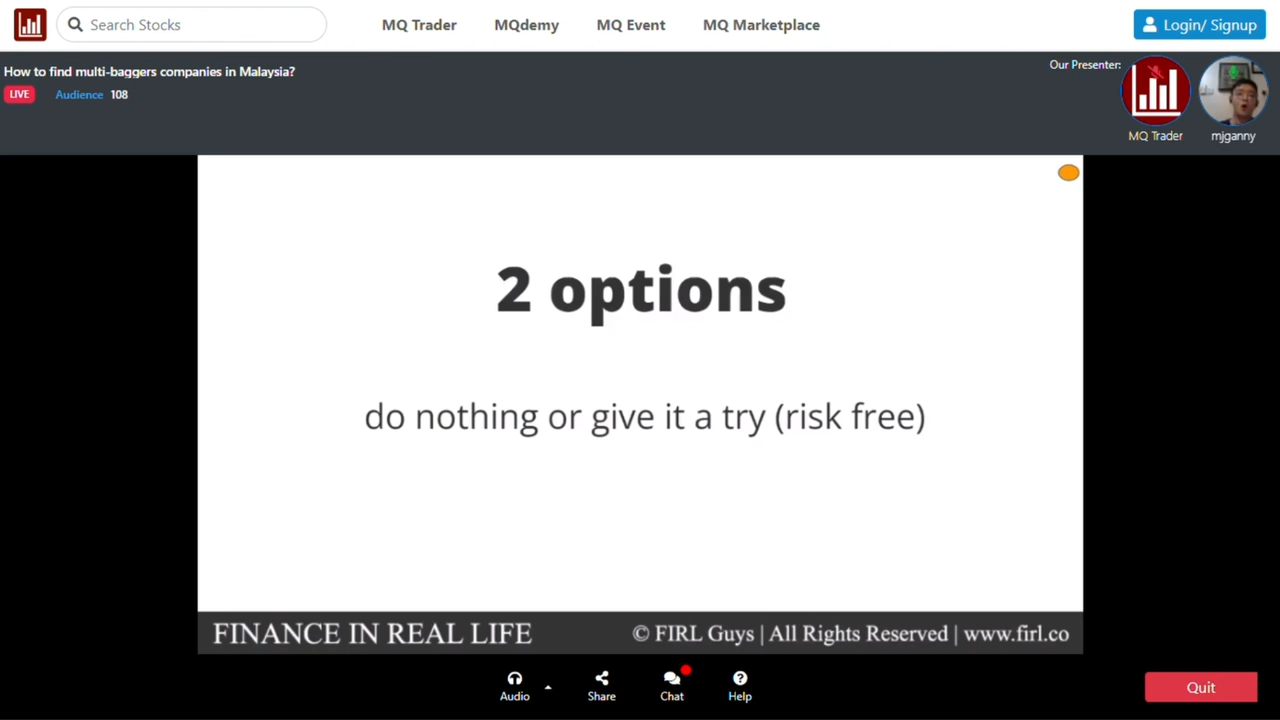 Search Stocks
MQ Trader
MQdemy
MQ Event
MQ Marketplace
Login/ Signup
How to find multi-baggers companies in Malaysia?
LIVE
Audience 108
Our Presenter:
MQ Trader
mjganny
2 options
do nothing or give it a try (risk free)
FINANCE IN REAL LIFE
© FIRL Guys | All Rights Reserved | www.firl.co
Audio
Share
Chat
Help
Quit